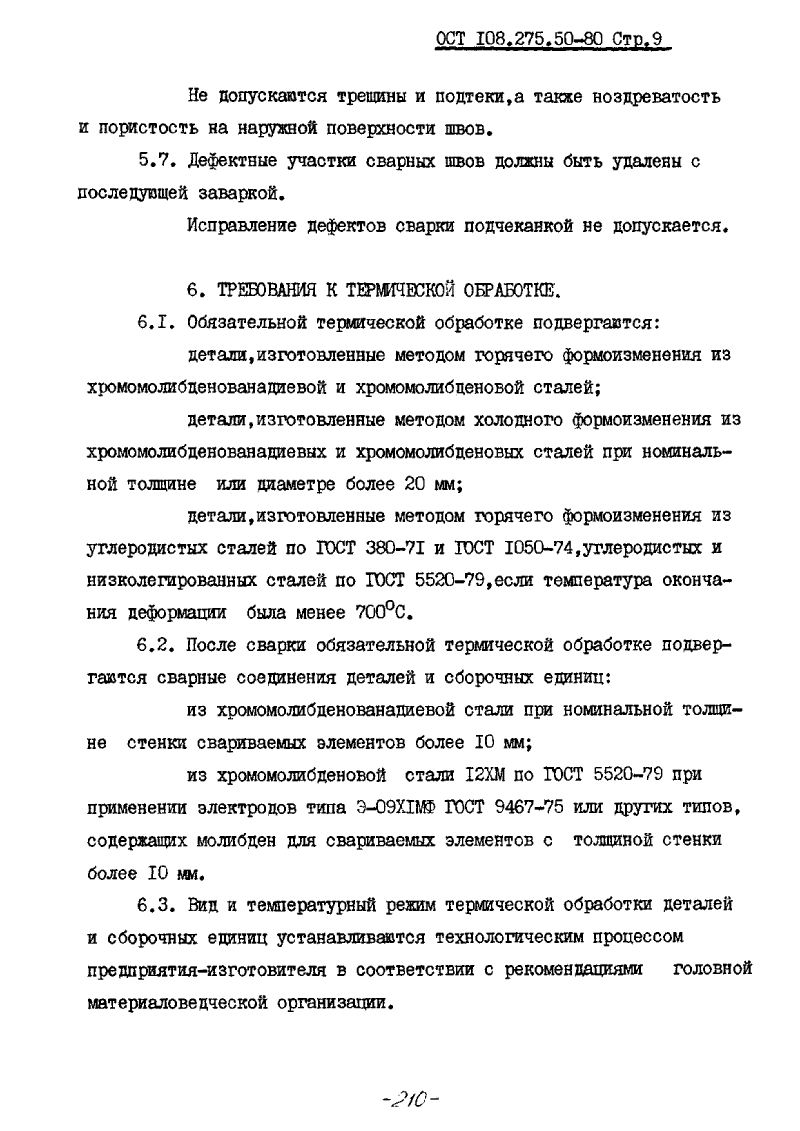 ОСТ I08.275.50-80 Стр.9
Не допускаются трещины и подтеки,а также ноздреватость
и пористость на наружной поверхности швов.
5.7. Дефектные участки сварных швов должны быть удалены с
последующей заваркой.
Исправление дефектов сварки подчеканкой не допускается.
6. ТРЕБОВАНИЯ К ТЕРМИЧЕСКОЙ ОБРАБОТКЕ.
6.I. Обязательной термической обработке подвергаются:
детали,изготовленные методом горячего формоизменения из
хромомолибденованадиевой и хромомолибденовой сталей;
детали,изготовленные методом холодного формоизменения из
хромомолибденованадиевых и хромомолибденовых сталей при номиналь-
ной толщине или диаметре более 20 мм;
детали,изготовленные методом горячего формоизменения из
углеродистых сталей по ГОСТ 380-7I и ГОСТ I050-74,углеродистых и
низколегированных сталей по ГОСТ 5520-79,если температура оконча-
ния деформации была менее 700°С.
6.2. После сварки обязательной термической обработке подвер-
гаются сварные соединения деталей и сборочных единиц:
из хромомолибденованадиевой стали при номинальной толщи-
не стенки свариваемых элементов более I0 мм;
из хромомолибденовой стали I2ХМ по ГОСТ 5520-79 при
применении электродов типа Э-09ХIМФ ГОСТ 9467-75 или других типов,
содержащих молибден для свариваемых элементов с толщиной стенки
более I0 мм.
6.3. Вид и температурный режим термической обработки деталей
и сборочных единиц устанавливаются технологическим процессом
предприятия-изготовителя в соответствии с рекомендациями головной
материаловедческой организации.
-210-